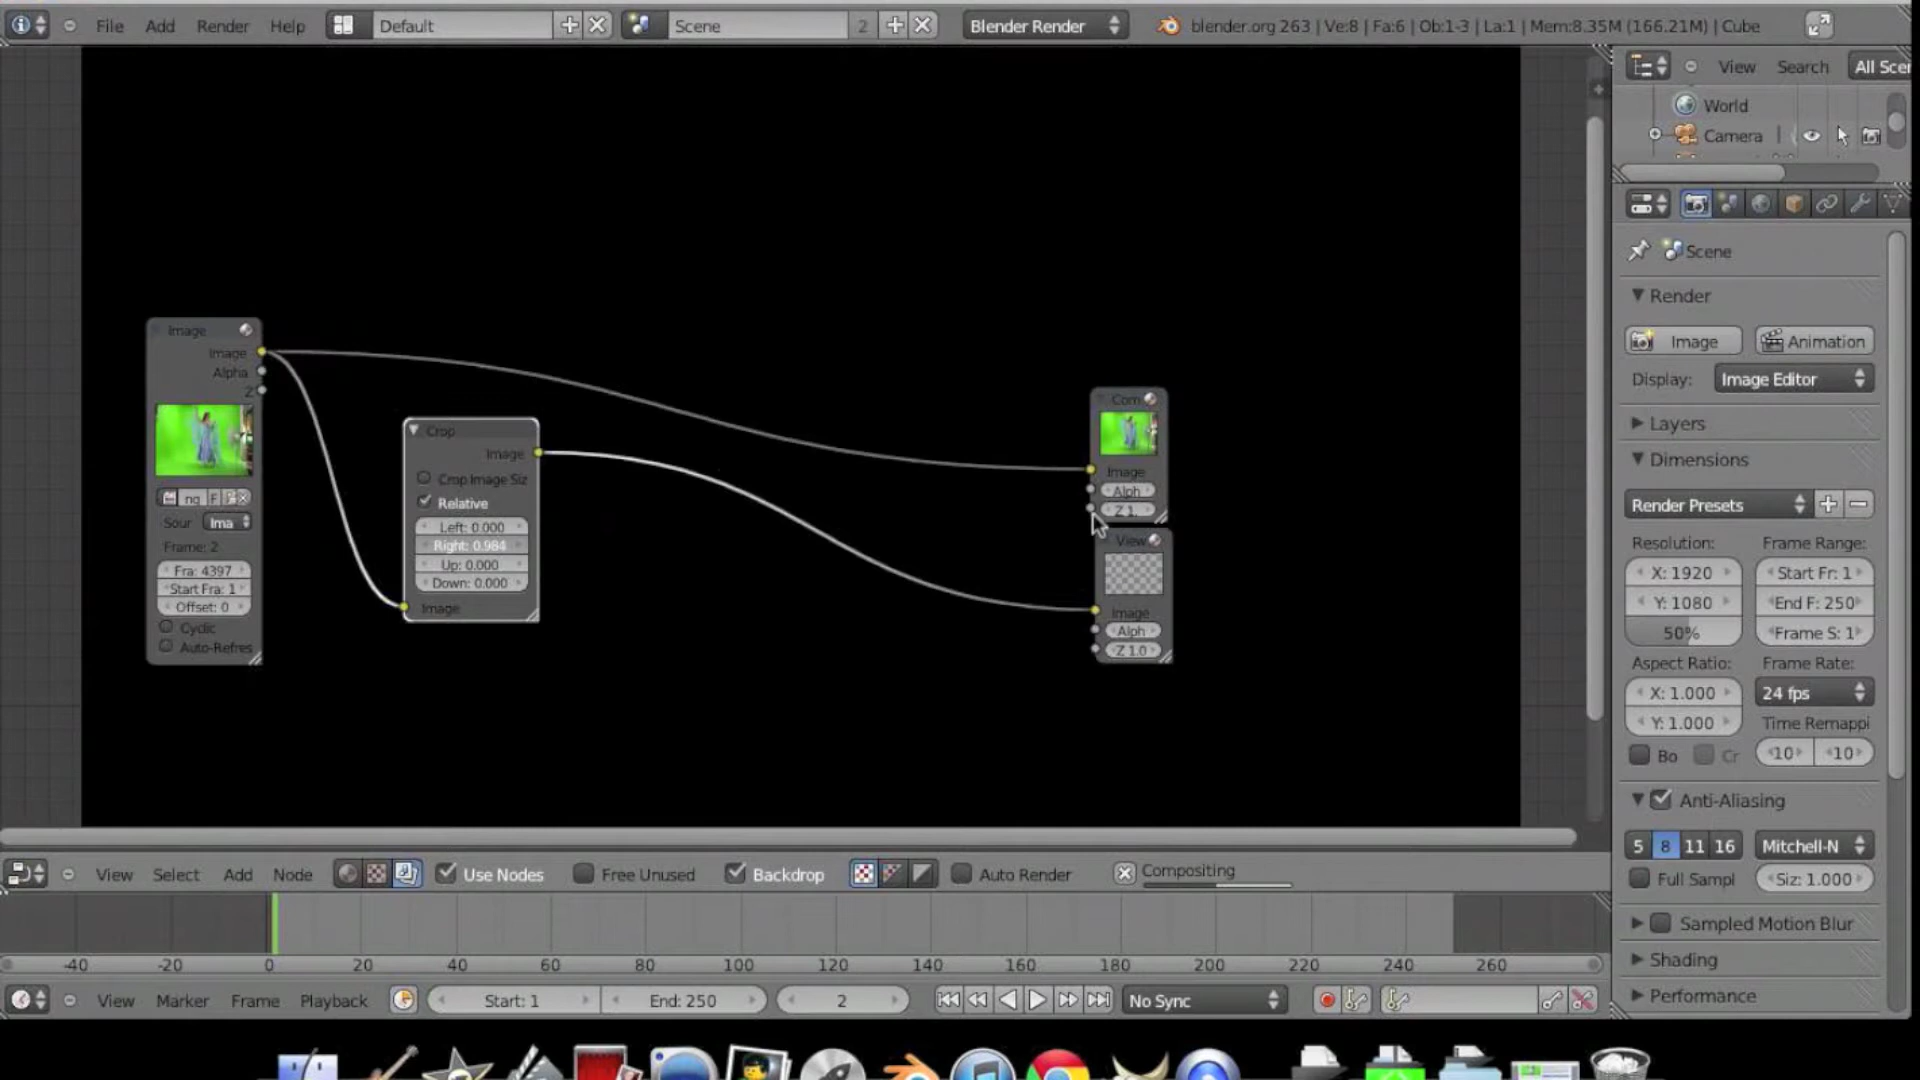 File Add Render Help Default Scene 2 Blender Render blender.org 263 | Ve:8 | Fa:6 | Ob:1-3 | La:1 | Mem:8.35M (166.21M) | Cube
View Search All Scen
World
Camera
Scene
Render
Image Animation
Display: Image Editor
Layers
Dimensions
Render Presets
Resolution: Frame Range:
X: 1920 Start Fr: 1
Y: 1080 End F: 250
50% Frame S: 1
Aspect Ratio: Frame Rate:
X: 1.000 24 fps
Y: 1.000 Time Remappi
Bo Cr 10 10
Anti-Aliasing
5 8 11 16 Mitchell-N
Full Sampl Siz: 1.000
Sampled Motion Blur
Shading
Performance
Image
Image
Alpha
Z
ng F
Sour Ima
Frame: 2
Fra: 4397
Start Fra: 1
Offset: 0
Cyclic
Auto-Refres
Crop
Image
Crop Image Siz
Relative
Left: 0.000
Right: 0.984
Up: 0.000
Down: 0.000
Image
Com
Image
Alph
Z 1.
View
Image
Alph
Z 1.0
View Select Add Node Use Nodes Free Unused Backdrop Auto Render Compositing
-40 -20 0 20 40 60 80 100 120 140 160 180 200 220 240 260
View Marker Frame Playback Start: 1 End: 250 2 No Sync